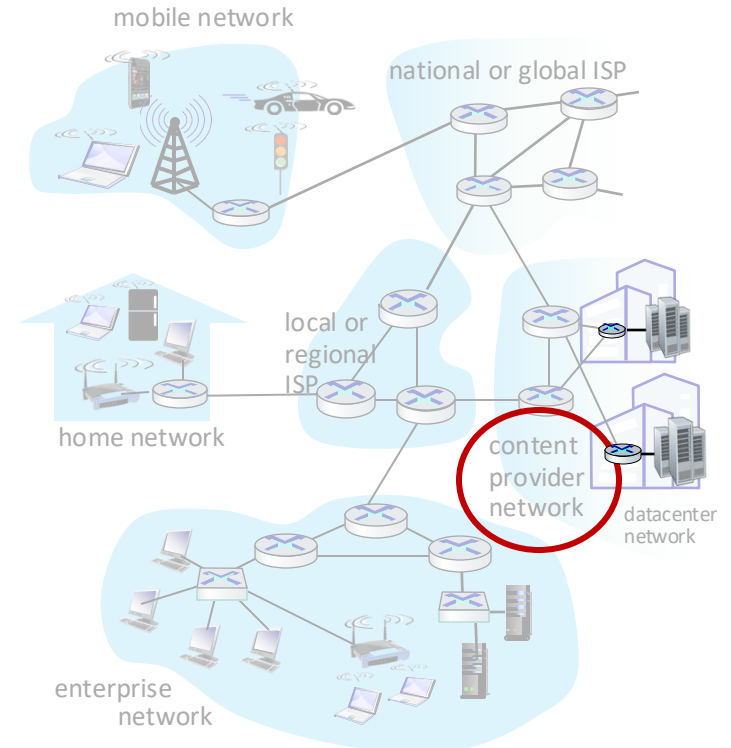 mobile network
national or global ISP
local or
regional
ISP
home network
content
provider
network
datacenter
network
enterprise
network